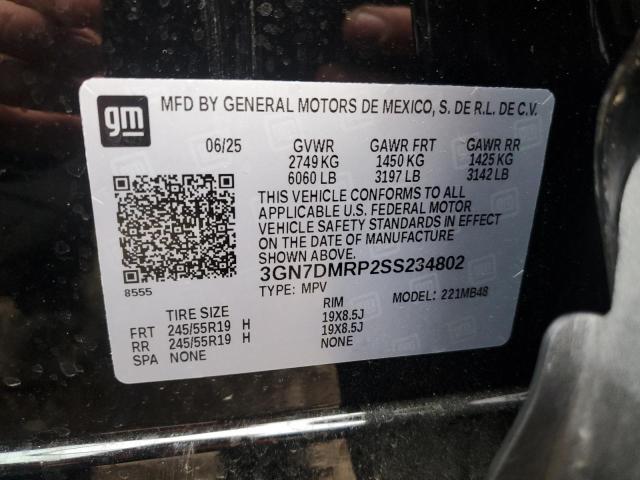 gm
MFD BY GENERAL MOTORS DE MEXICO, S. DE R.L. DE C.V.
06/25 GVWR GAWR FRT GAWR RR
2749 KG 1450 KG 1425 KG
6060 LB 3197 LB 3142 LB
THIS VEHICLE CONFORMS TO ALL
APPLICABLE U.S. FEDERAL MOTOR
VEHICLE SAFETY STANDARDS IN EFFECT
ON THE DATE OF MANUFACTURE
SHOWN ABOVE.
3GN7DMRP2SS234802
8555 TYPE: MPV MODEL: 221MB48
TIRE SIZE RIM
FRT 245/55R19 H 19X8.5J
RR 245/55R19 H 19X8.5J
SPA NONE NONE